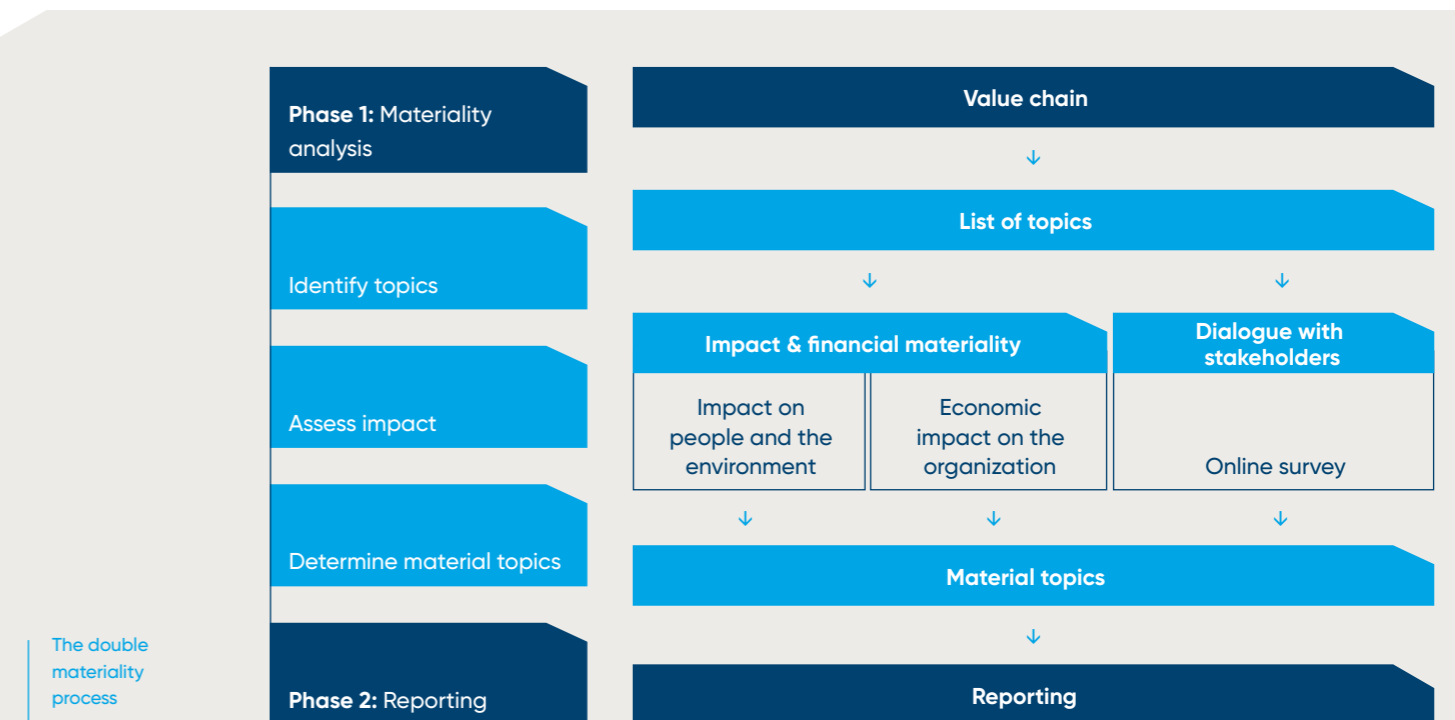 Phase 1: Materiality
analysis
Identify topics
Assess impact
Determine material topics
Phase 2: Reporting
Value chain
↓
List of topics
↓ ↓
Impact & financial materiality
Dialogue with
stakeholders
Impact on
people and the
environment
Economic
impact on the
organization
Online survey
↓ ↓ ↓
Material topics
↓
Reporting
The double
materiality
process